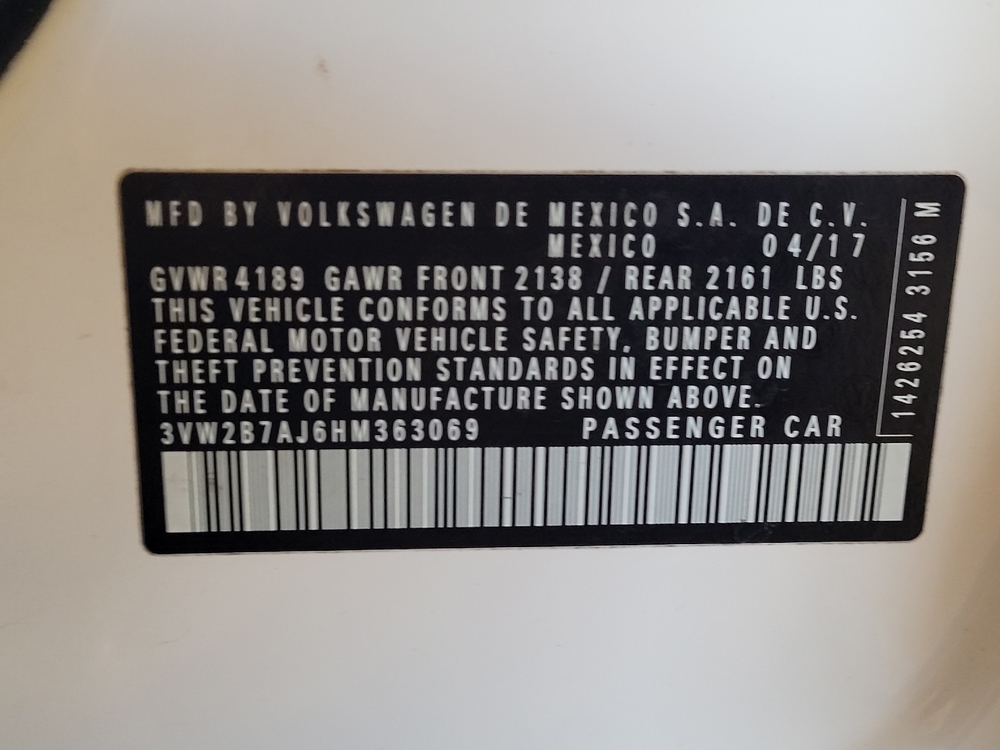 MFD BY VOLKSWAGEN DE MEXICO S.A. DE C.V.
MEXICO 04/17
GVWR 4189 GAWR FRONT 2138 / REAR 2161 LBS
THIS VEHICLE CONFORMS TO ALL APPLICABLE U.S.
FEDERAL MOTOR VEHICLE SAFETY, BUMPER AND
THEFT PREVENTION STANDARDS IN EFFECT ON
THE DATE OF MANUFACTURE SHOWN ABOVE.
3VW2B7AJ6HM363069 PASSENGER CAR
1426254 3156 M